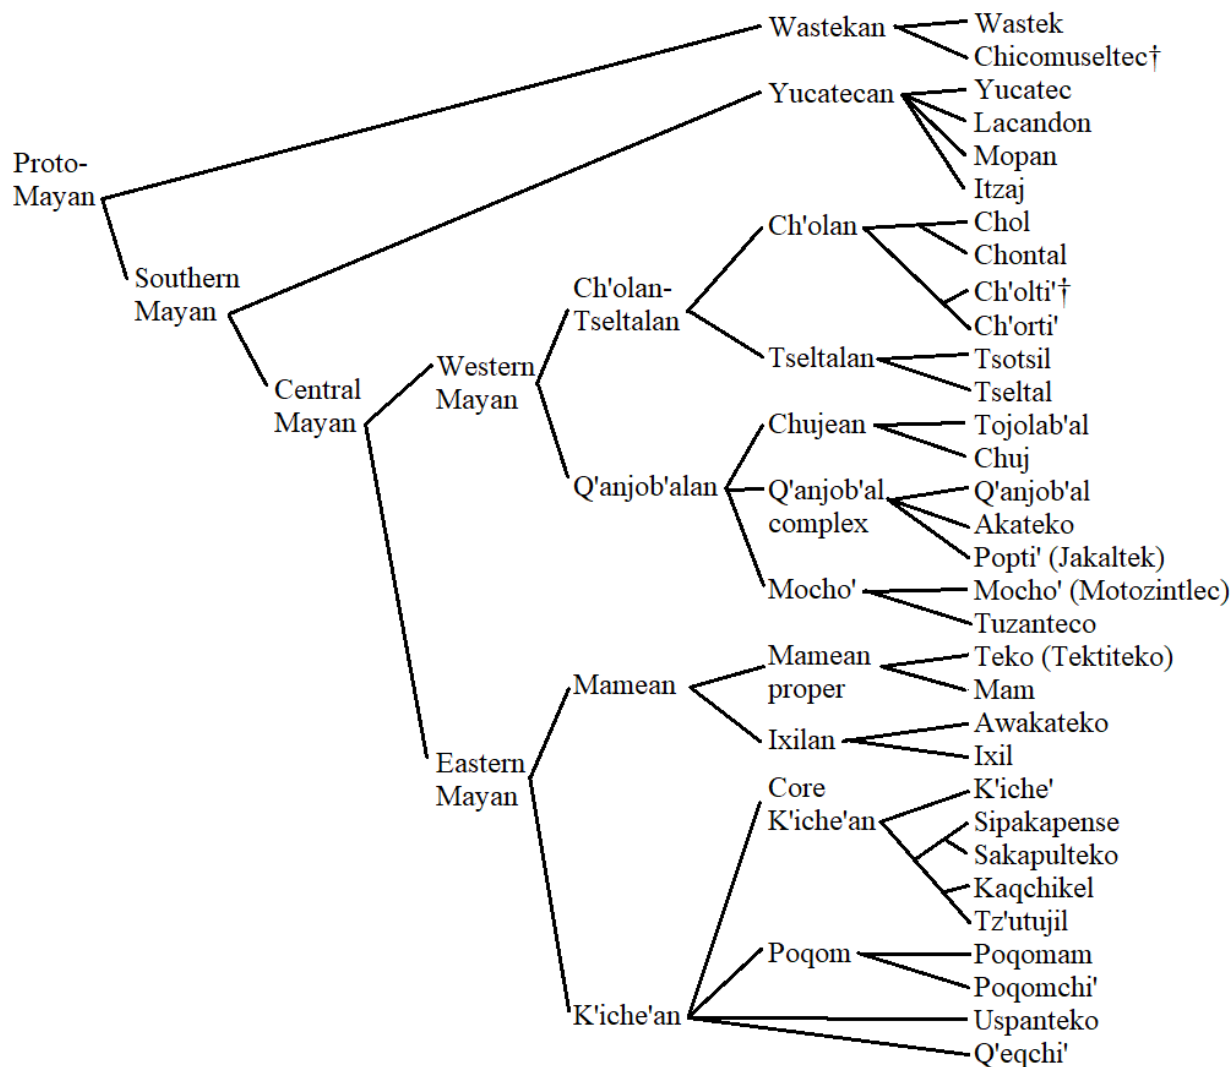 Proto-
Mayan
Southern
Mayan
Central
Mayan
Western
Mayan
Eastern
Mayan
Ch'olan-
Tseltalan
Q'anjob'alan
Mamean
K'iche'an
Wastekan
Yucatecan
Ch'olan
Tseltalan
Chujean
Q'anjob'al
complex
Mocho'
Mamean
proper
Ixilan
Core
K'iche'an
Poqom
Wastek
Chicomuseltec†
Yucatec
Lacandon
Mopan
Itzaj
Chol
Chontal
Ch'olti'†
Ch'orti'
Tsotsil
Tseltal
Tojolab'al
Chuj
Q'anjob'al
Akateko
Popti' (Jakaltek)
Mocho' (Motozintlec)
Tuzanteco
Teko (Tektiteko)
Mam
Awakateko
Ixil
K'iche'
Sipakapense
Sakapulteko
Kaqchikel
Tz'utujil
Poqomam
Poqomchi'
Uspanteko
Q'eqchi'